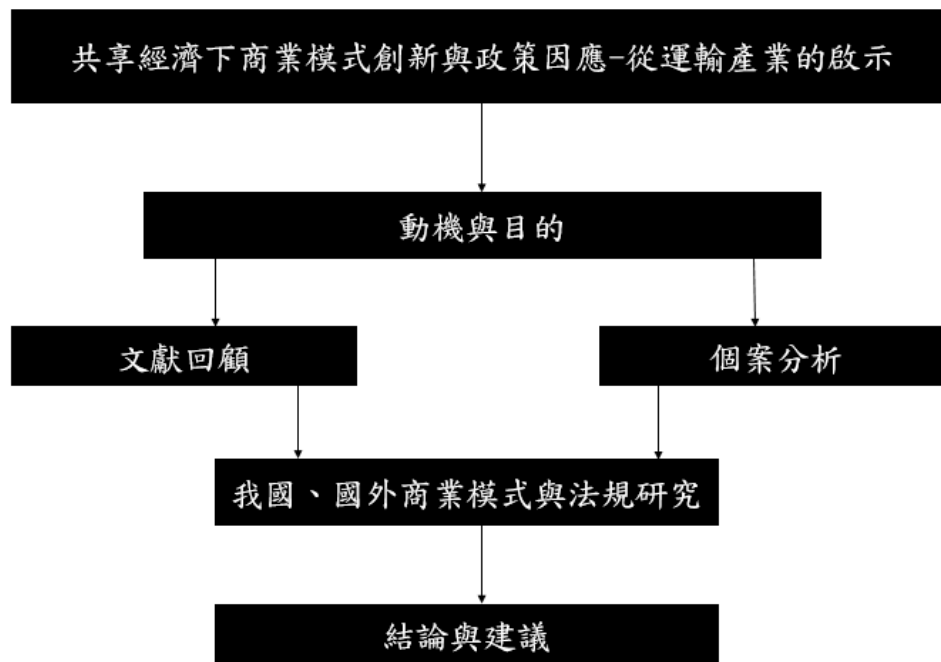 共享經濟下商業模式創新與政策因應-從運輸產業的啟示
動機與目的
文獻回顧
個案分析
我國、國外商業模式與法規研究
結論與建議